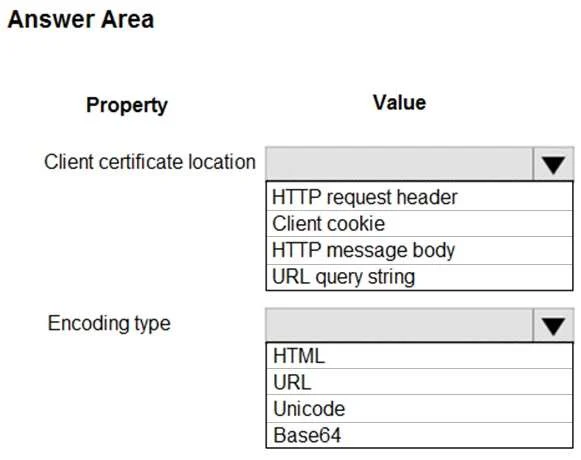 Answer Area
Property Value
Client certificate location
HTTP request header
Client cookie
HTTP message body
URL query string
Encoding type
HTML
URL
Unicode
Base64